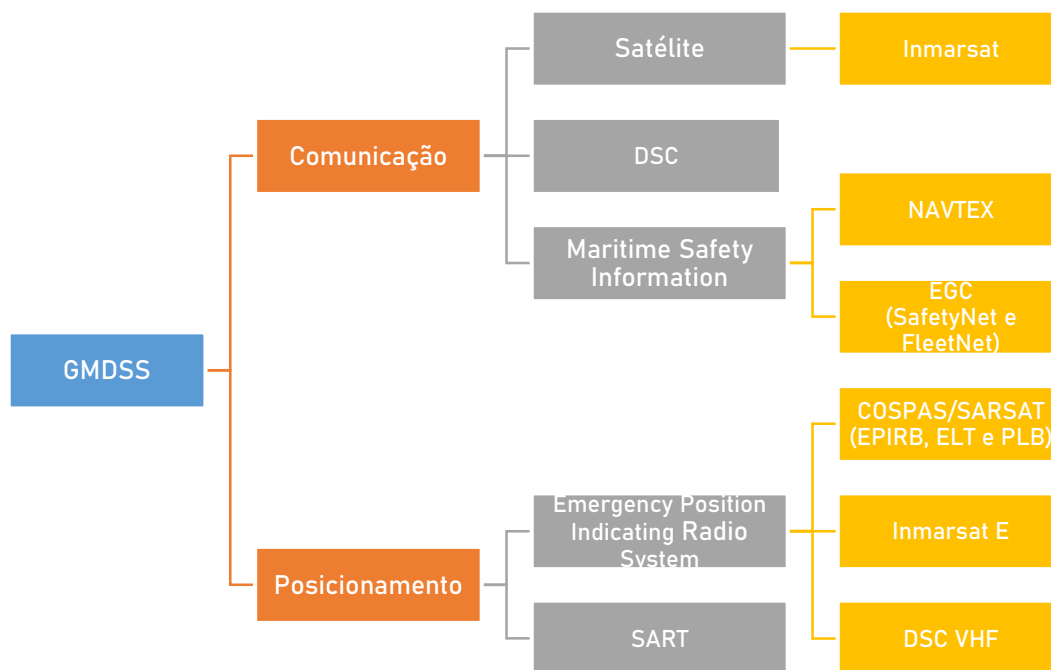 GMDSS
Comunicação
Satélite
Inmarsat
DSC
Maritime Safety
Information
NAVTEX
EGC
(SafetyNet e
FleetNet)
Posicionamento
Emergency Position
Indicating Radio
System
COSPAS/SARSAT
(EPIRB, ELT e PLB)
Inmarsat E
DSC VHF
SART